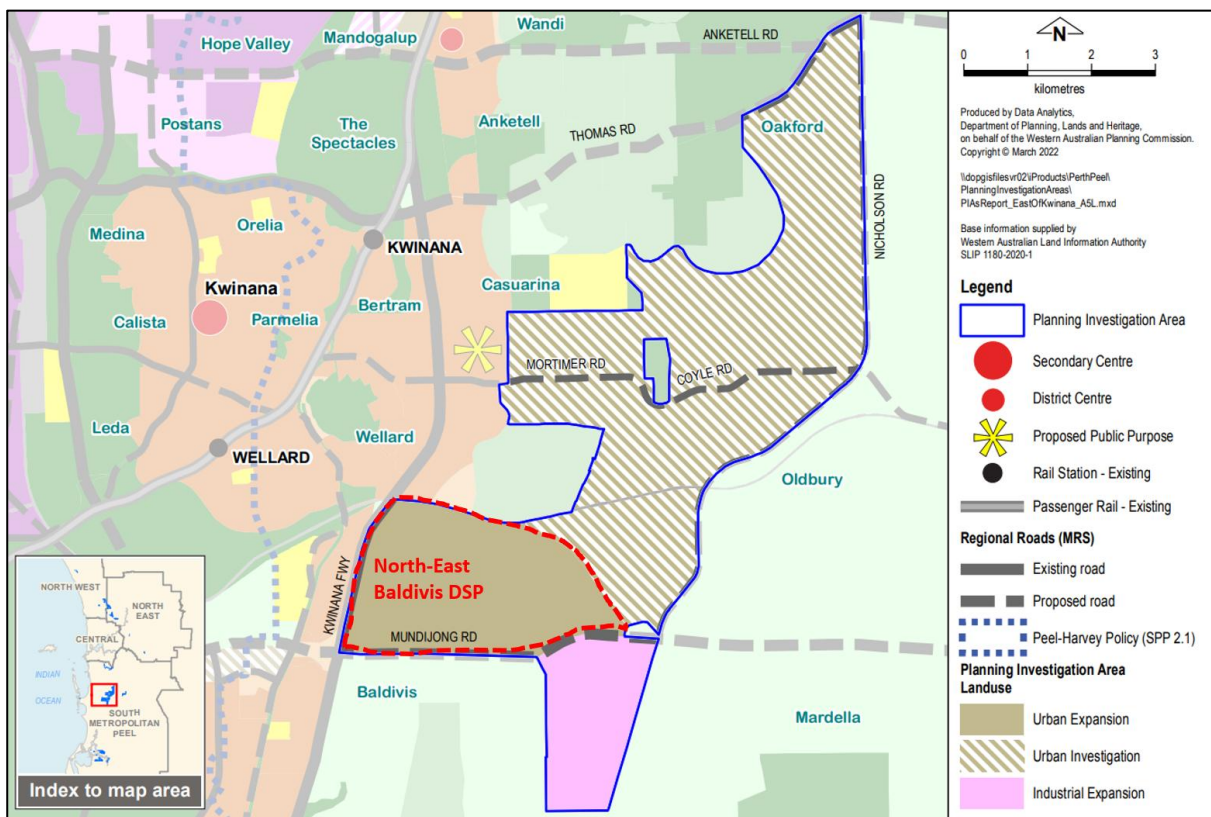 Wandi
Hope Valley
Mandogalup
ANKETELL RD
Postans
The
Spectacles
Anketell
THOMAS RD
Oakford
NICHOLSON RD
Medina
Orelia
KWINANA
Kwinana
Casuarina
Calista
Parmelia
Bertram
MORTIMER RD
COYLE RD
Leda
Wellard
WELLARD
Oldbury
North-East
Baldivis DSP
KWINANA FWY
MUNDIJONG RD
Baldivis
Mardella
NORTH WEST
NORTH
EAST
CENTRAL
INDIAN
OCEAN
SOUTH
METROPOLITAN
PEEL
Index to map area
N
0 1 2 3
kilometres
Produced by Data Analytics,
Department of Planning, Lands and Heritage,
on behalf of the Western Australian Planning Commission.
Copyright © March 2022
\\dopgisfilesvr02\iProducts\PerthPeel\
PlanningInvestigationAreas\
PIAsReport_EastOfKwinana_A5L.mxd
Base information supplied by
Western Australian Land Information Authority
SLIP 1180-2020-1
Legend
Planning Investigation Area
Secondary Centre
District Centre
Proposed Public Purpose
Rail Station - Existing
Passenger Rail - Existing
Regional Roads (MRS)
Existing road
Proposed road
Peel-Harvey Policy (SPP 2.1)
Planning Investigation Area
Landuse
Urban Expansion
Urban Investigation
Industrial Expansion